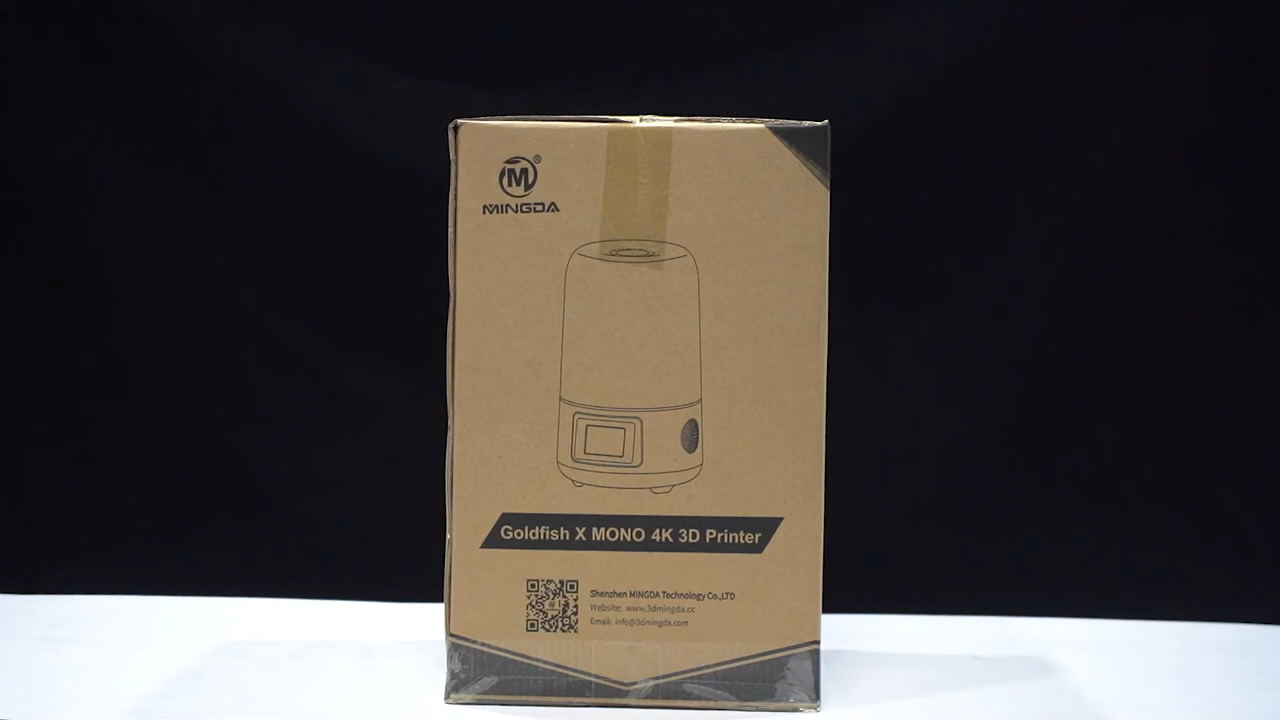 M®
MINGDA
Goldfish X MONO 4K 3D Printer
Shenzhen MINGDA Technology Co.,LTD
Website: www.3dmingda.cc
Email: info@3dmingda.com